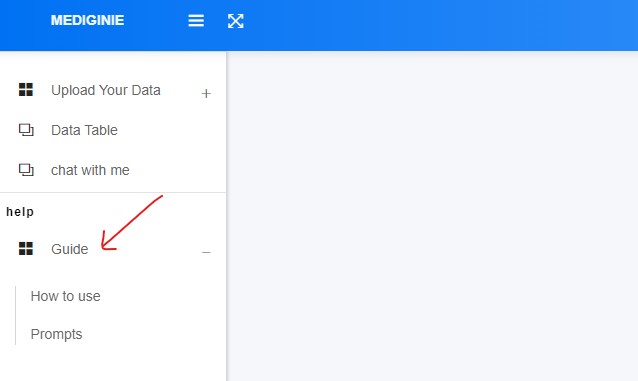 MEDIGINIE
Upload Your Data +
Data Table
chat with me
help
Guide –
How to use
Prompts